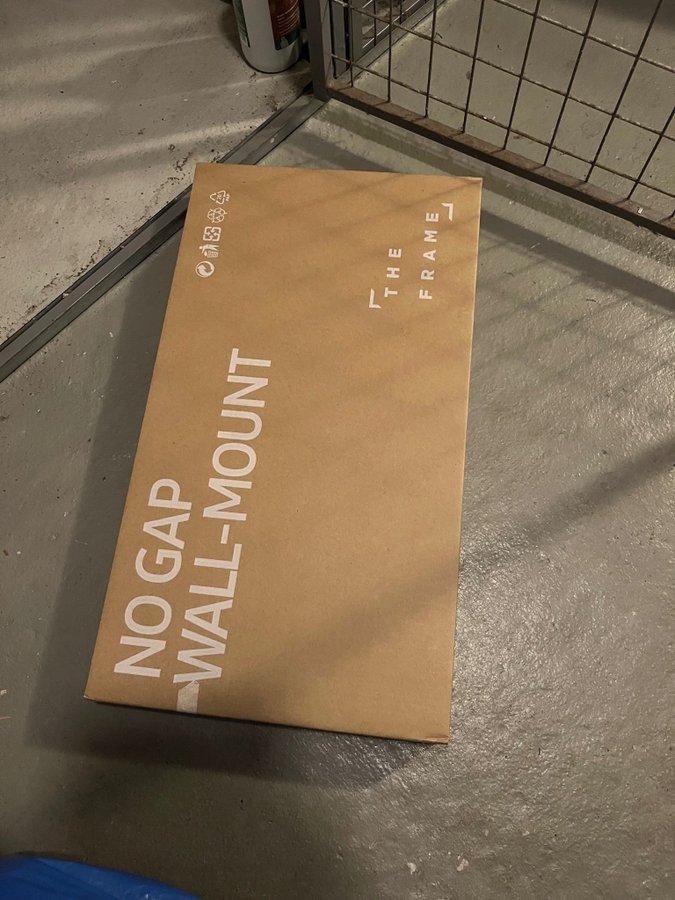 NO GAP
WALL-MOUNT
THE
FRAME